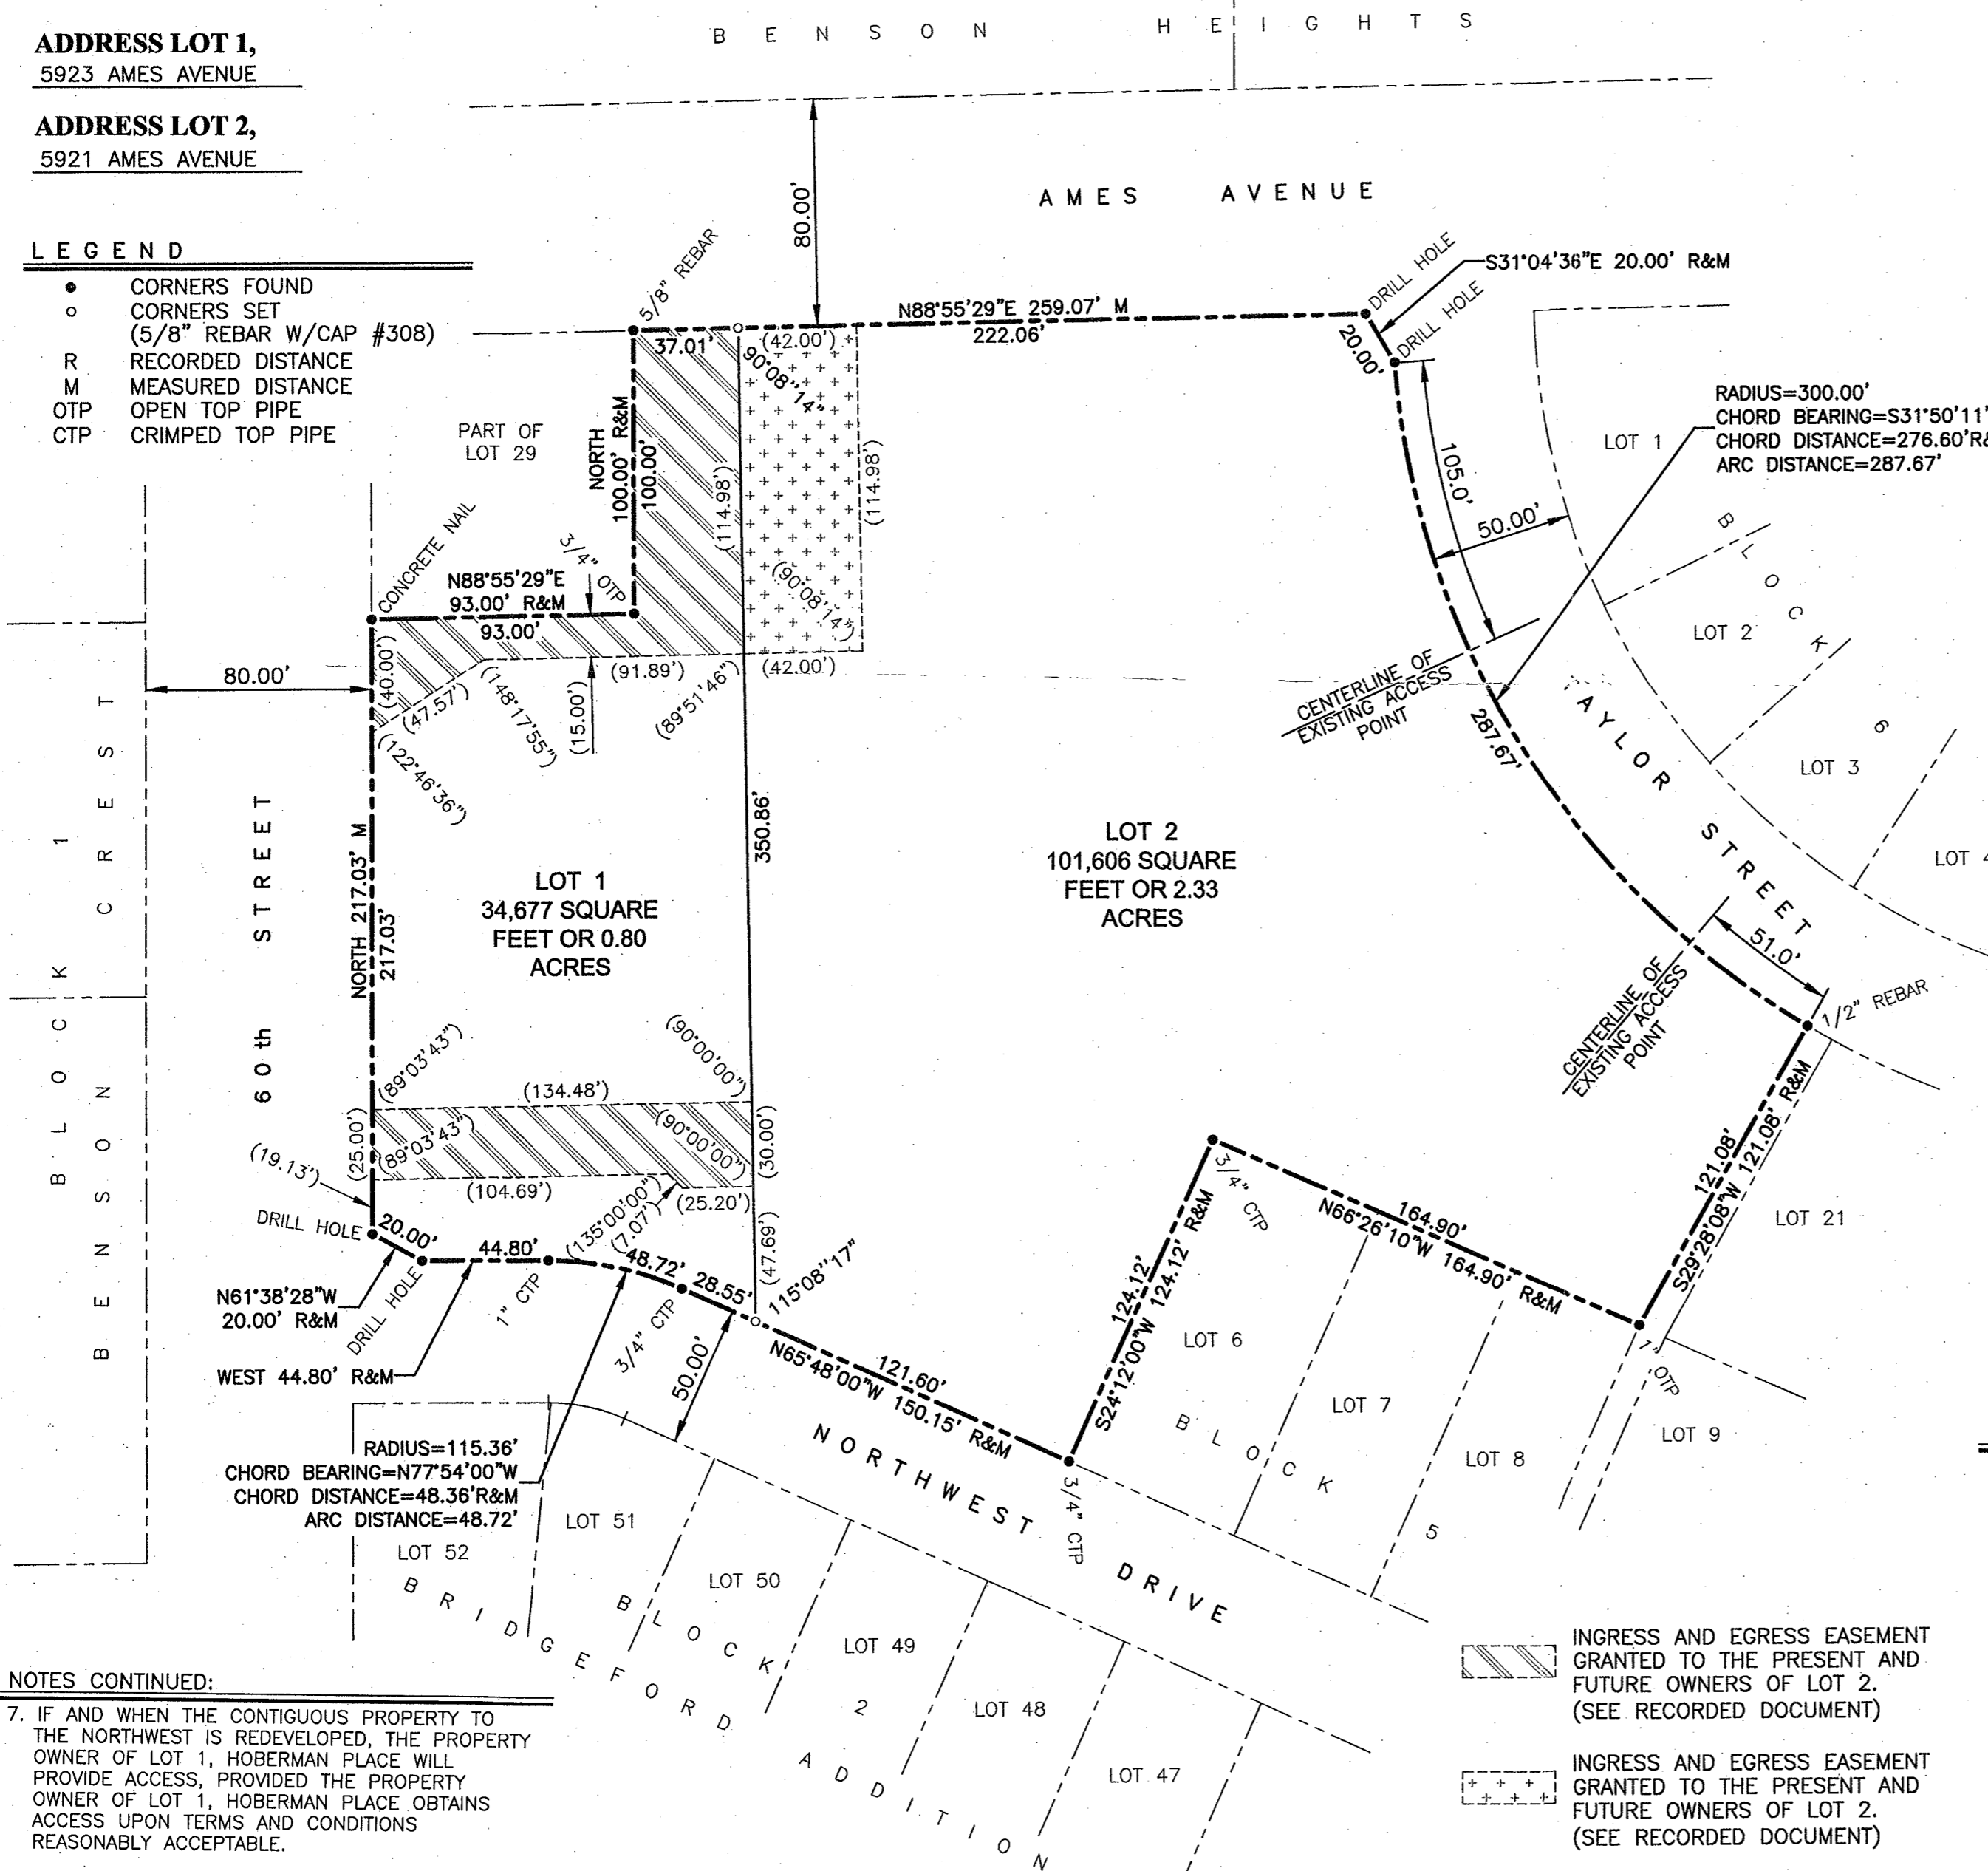 BENSON HEIGHTS
ADDRESS LOT 1,
5923 AMES AVENUE
ADDRESS LOT 2,
5921 AMES AVENUE
LEGEND
CORNERS FOUND
CORNERS SET
(5/8" REBAR W/CAP #308)
R RECORDED DISTANCE
M MEASURED DISTANCE
OTP OPEN TOP PIPE
CTP CRIMPED TOP PIPE
80.00'
AMES AVENUE
5/8" REBAR
N88°55'29"E 259.07' M
222.06'
37.01'
(42.00')
90°08'14"
DRILL HOLE
DRILL HOLE
S31°04'36"E 20.00' R&M
20.00'
RADIUS=300.00'
CHORD BEARING=S31°50'11"
CHORD DISTANCE=276.60'R&
ARC DISTANCE=287.67'
LOT 1
105.0'
50.00'
BLOCK
6
LOT 2
LOT 3
LOT 4
PART OF
LOT 29
NORTH
100.00' R&M
100.00'
(114.98')
(114.98')
(90°08'14")
CONCRETE NAIL
3/4" OTP
N88°55'29"E
93.00' R&M
93.00'
(40.00')
(47.57')
(148°17'55")
(15.00')
(91.89')
(89°51'46")
(42.00')
(122°46'36")
80.00'
CENTERLINE OF
EXISTING ACCESS
POINT
287.67'
TAYLOR STREET
BLOCK 1
BENSON CREST
60th STREET
NORTH 217.03' M
217.03'
350.86'
LOT 1
34,677 SQUARE
FEET OR 0.80
ACRES
LOT 2
101,606 SQUARE
FEET OR 2.33
ACRES
51.0'
CENTERLINE OF
EXISTING ACCESS
POINT
1/2" REBAR
(89°03'43")
(90°00'00")
(134.48')
(25.00')
(89°03'43")
(90°00'00")
(30.00')
(19.13')
(104.69')
(25.20')
(135°00'00")
(7.07')
(47.69')
DRILL HOLE
20.00'
44.80'
48.72'
28.55'
115°08'17"
N61°38'28"W
20.00' R&M
DRILL HOLE
1" CTP
3/4" CTP
50.00'
WEST 44.80' R&M
121.60'
N65°48'00"W 150.15' R&M
3/4" CTP
124.12'
S24°12'00"W 124.12' R&M
3/4" CTP
164.90'
N66°26'10"W 164.90' R&M
121.08'
S29°28'08"W 121.08' R&M
LOT 21
1" OTP
LOT 6
LOT 7
LOT 8
LOT 9
BLOCK
5
RADIUS=115.36'
CHORD BEARING=N77°54'00"W
CHORD DISTANCE=48.36'R&M
ARC DISTANCE=48.72'
NORTHWEST DRIVE
LOT 52
LOT 51
LOT 50
LOT 49
LOT 48
LOT 47
BLOCK
2
BRIDGEFORD ADDITION
INGRESS AND EGRESS EASEMENT
GRANTED TO THE PRESENT AND
FUTURE OWNERS OF LOT 2.
(SEE RECORDED DOCUMENT)
INGRESS AND EGRESS EASEMENT
GRANTED TO THE PRESENT AND
FUTURE OWNERS OF LOT 2.
(SEE RECORDED DOCUMENT)
NOTES CONTINUED:
7. IF AND WHEN THE CONTIGUOUS PROPERTY TO
THE NORTHWEST IS REDEVELOPED, THE PROPERTY
OWNER OF LOT 1, HOBERMAN PLACE WILL
PROVIDE ACCESS, PROVIDED THE PROPERTY
OWNER OF LOT 1, HOBERMAN PLACE OBTAINS
ACCESS UPON TERMS AND CONDITIONS
REASONABLY ACCEPTABLE.